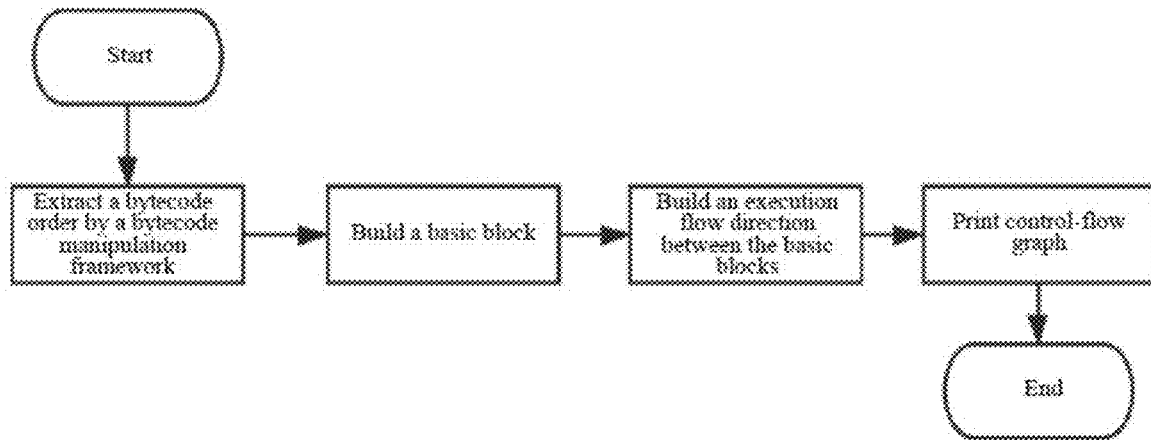 Start
Extract a bytecode
order by a bytecode
manipulation
framework
Build a basic block
Build an execution
flow direction
between the basic
blocks
Print control-flow
graph
End